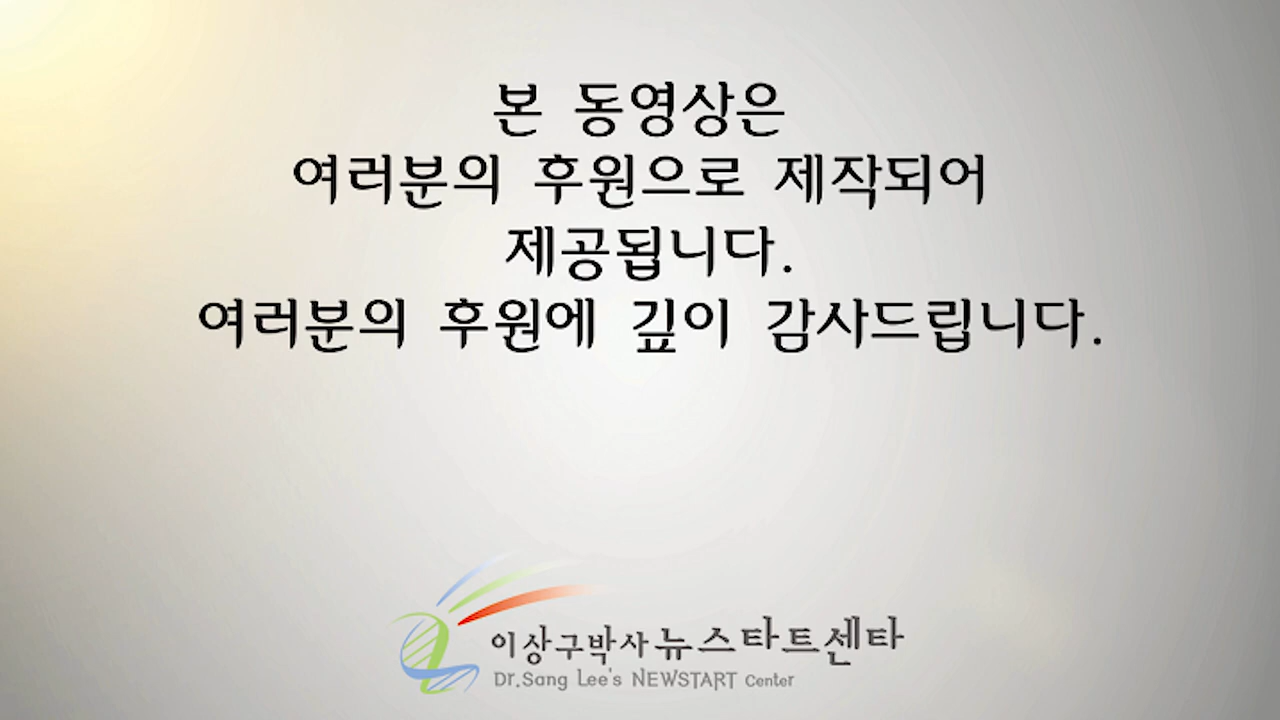 본 동영상은
여러분의 후원으로 제작되어
제공됩니다.
여러분의 후원에 깊이 감사드립니다.
이상구박사뉴스타트센타
Dr.Sang Lee's NEWSTART Center